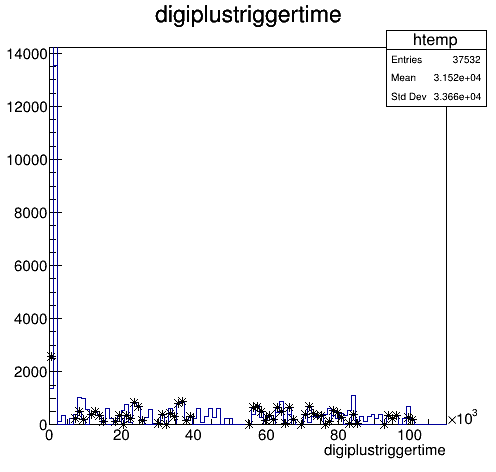 digiplustriggertime
htemp
Entries 37532
Mean 3.152e+04
Std Dev 3.366e+04
14000
12000
10000
8000
6000
4000
2000
0
0 20 40 60 80 100 ×10³
digiplustriggertime